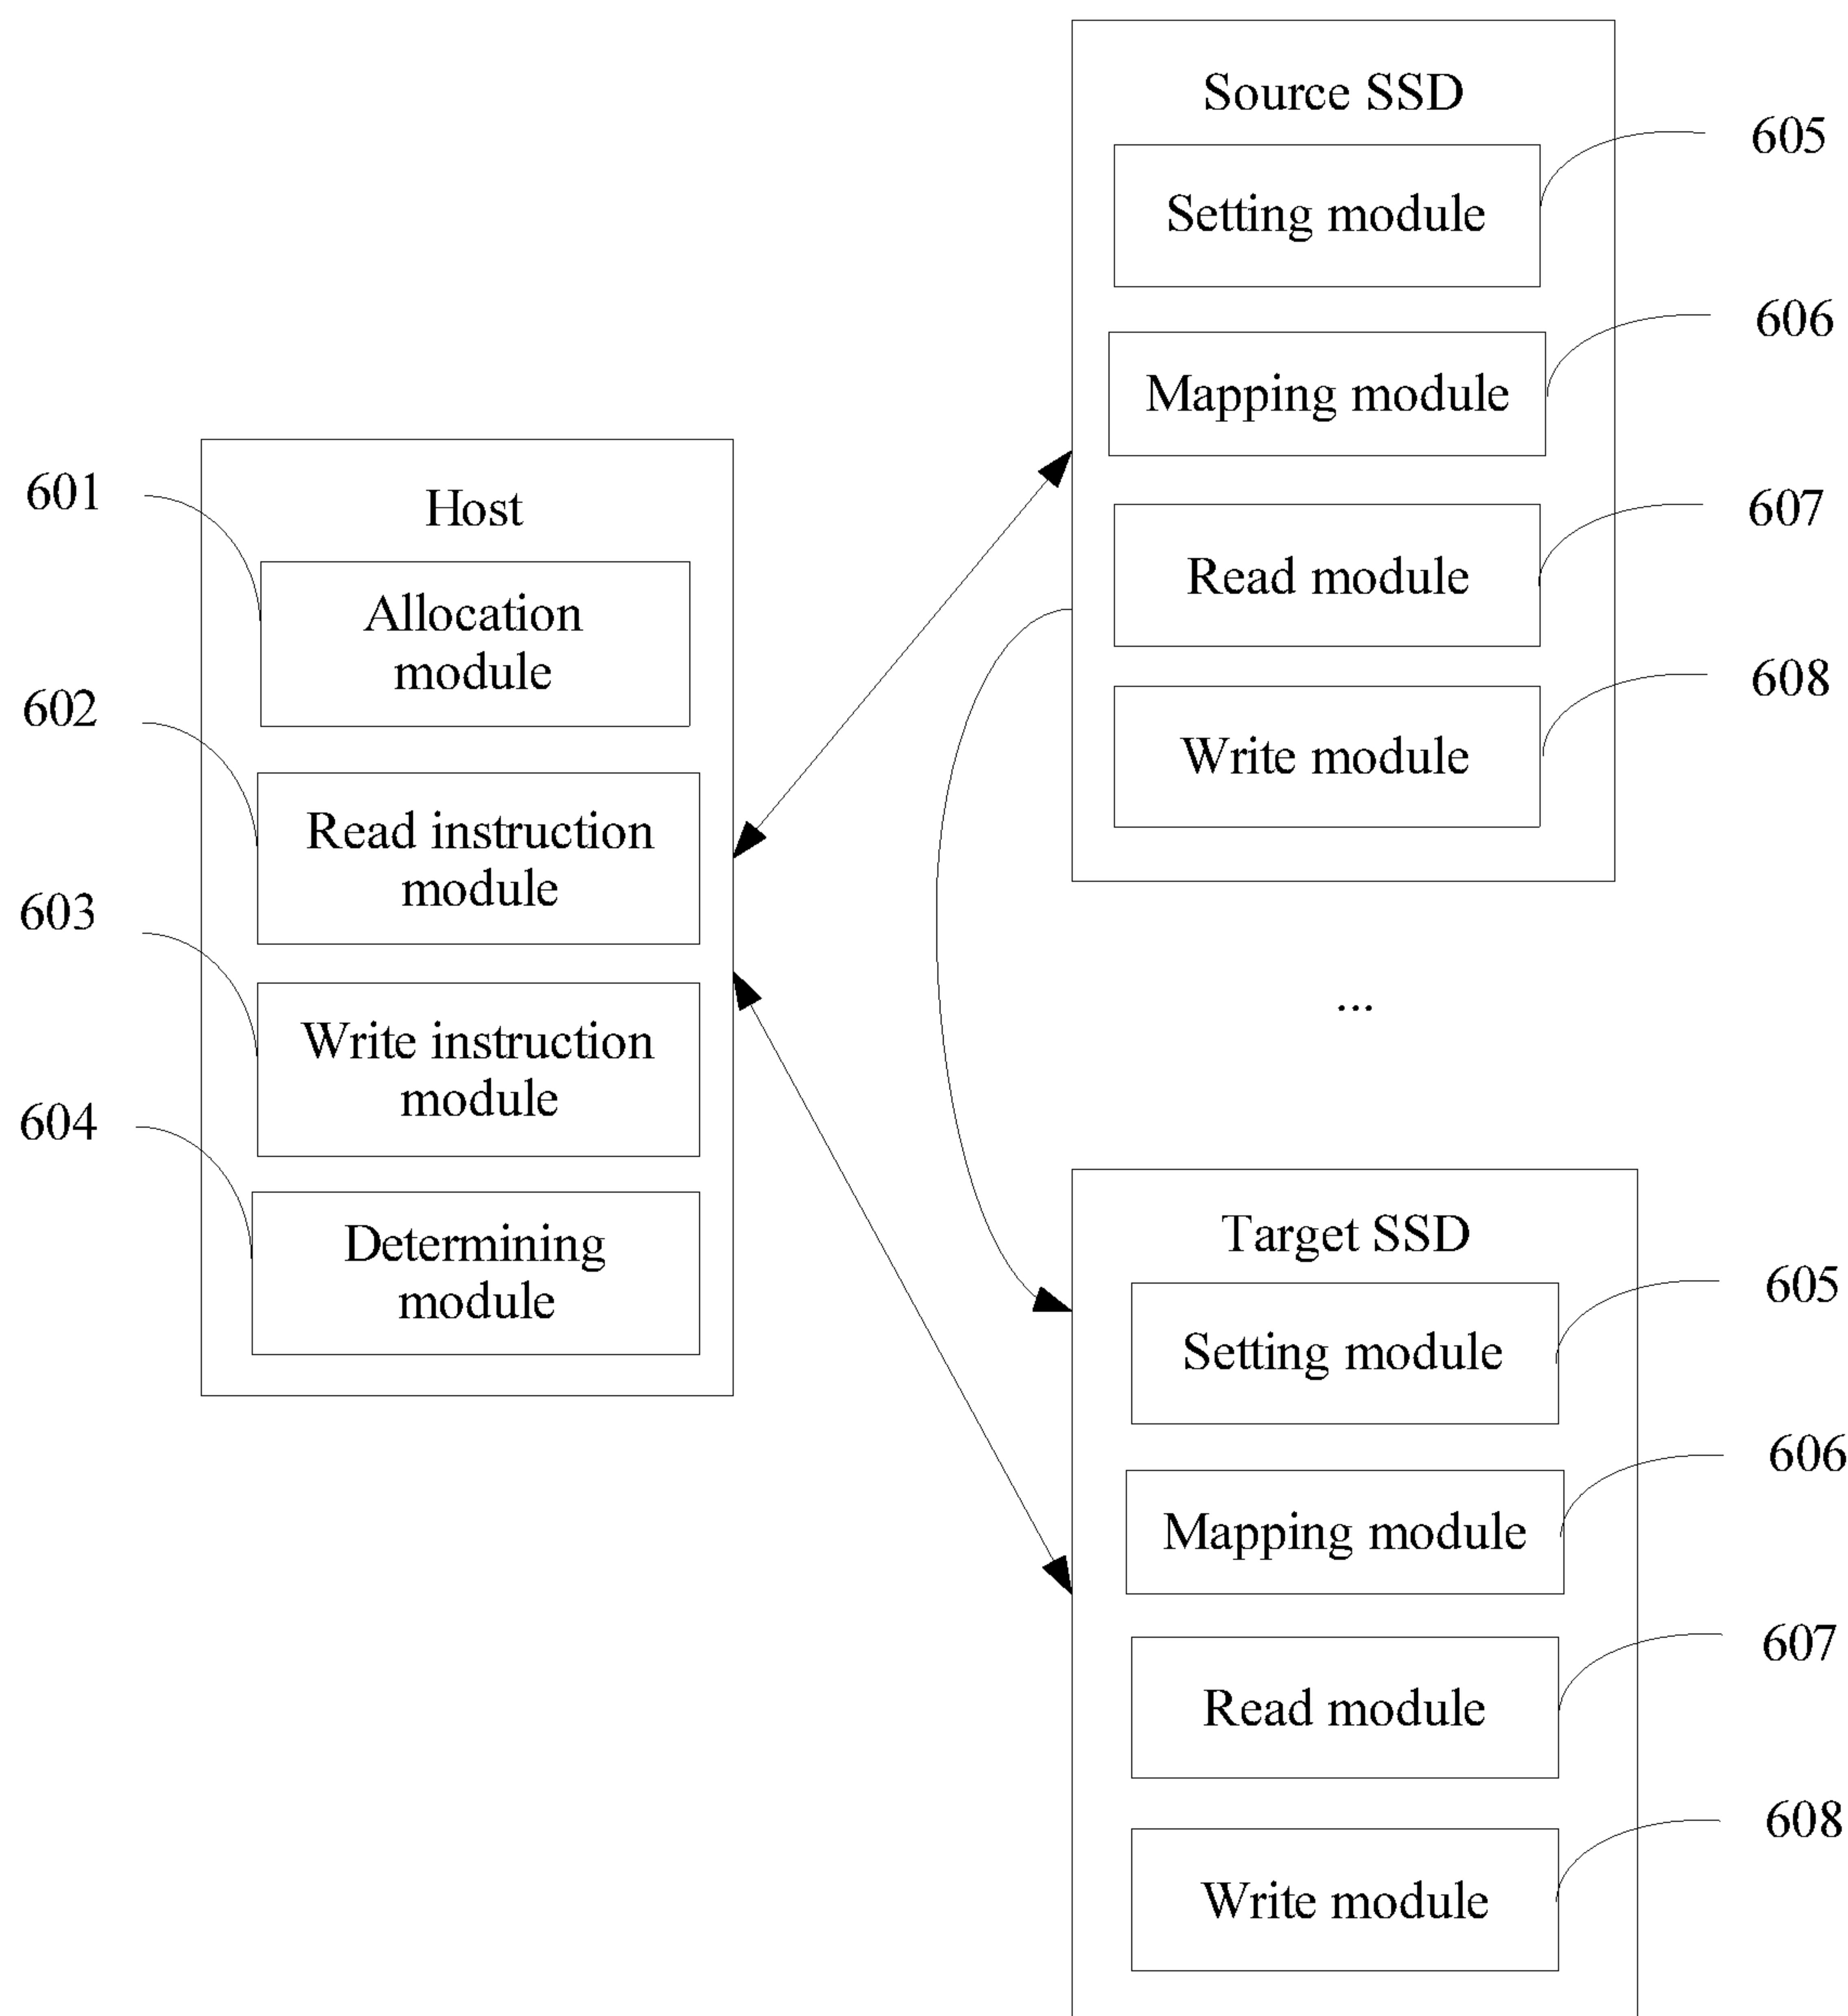 Host
601
Allocation
module
602
Read instruction
module
603
Write instruction
module
604
Determining
module
Source SSD
605
Setting module
606
Mapping module
607
Read module
608
Write module
...
Target SSD
605
Setting module
606
Mapping module
607
Read module
608
Write module